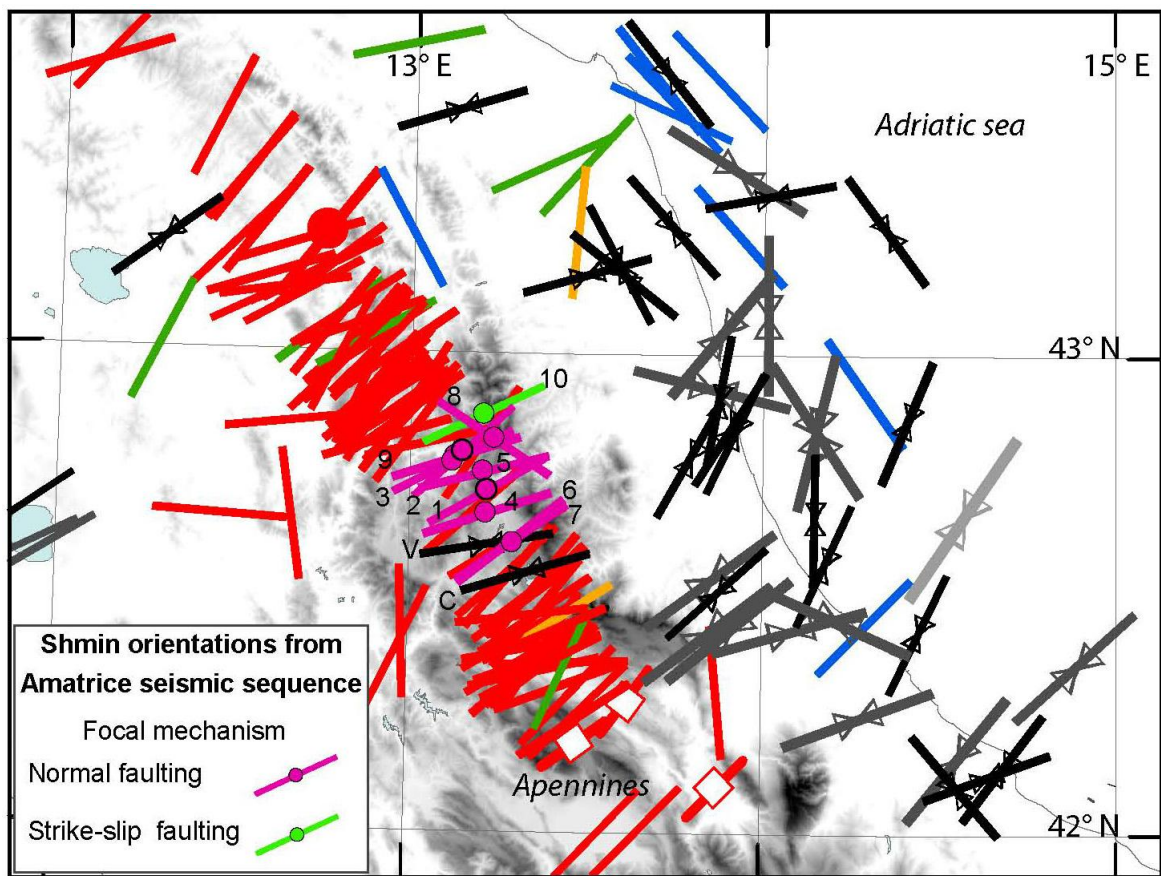 13° E
15° E
Adriatic sea
43° N
10
8
9
5
3
2
1
4
6
7
V
C
Shmin orientations from
Amatrice seismic sequence
Focal mechanism
Normal faulting
Strike-slip faulting
Apennines
42° N